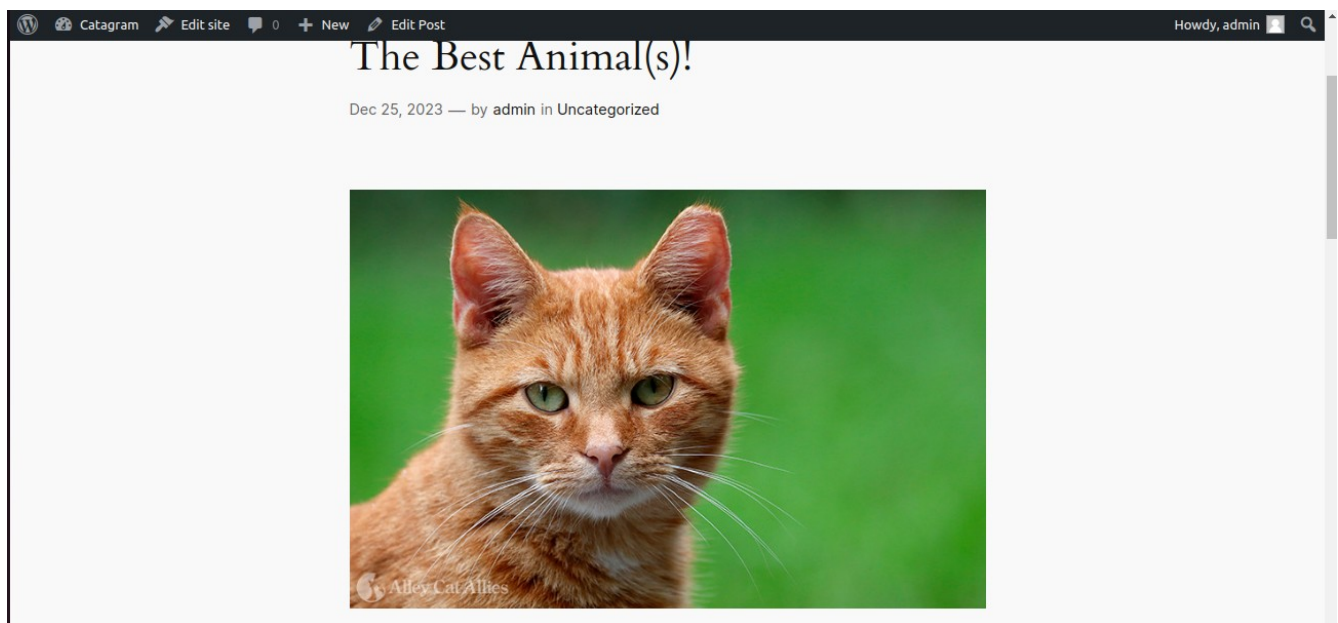 Catagram Edit site 0 New Edit Post Howdy, admin
The Best Animal(s)!
Dec 25, 2023 — by admin in Uncategorized
Alley Cat Allies